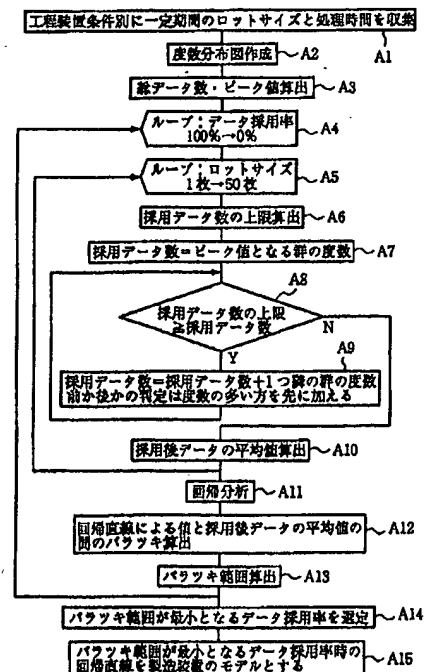 工程装置条件別に一定期間のロットサイズと処理時間を収集
A1
度数分布図作成
A2
総データ数・ピーク値算出
A3
ループ:データ採用率
100%→0%
A4
ループ:ロットサイズ
1枚→50枚
A5
採用データ数の上限算出
A6
採用データ数=ピーク値となる群の度数
A7
A8
採用データ数の上限
≧採用データ数
N
Y
A9
採用データ数=採用データ数+1つ隣の群の度数
前か後かの判定は度数の多い方を先に加える
採用後データの平均値算出
A10
回帰分析
A11
回帰直線による値と採用後データの平均値の
間のバラツキ算出
A12
バラツキ範囲算出
A13
バラツキ範囲が最小となるデータ採用率を選定
A14
バラツキ範囲が最小となるデータ採用率時の
回帰直線を製造設備のモデルとする
A15